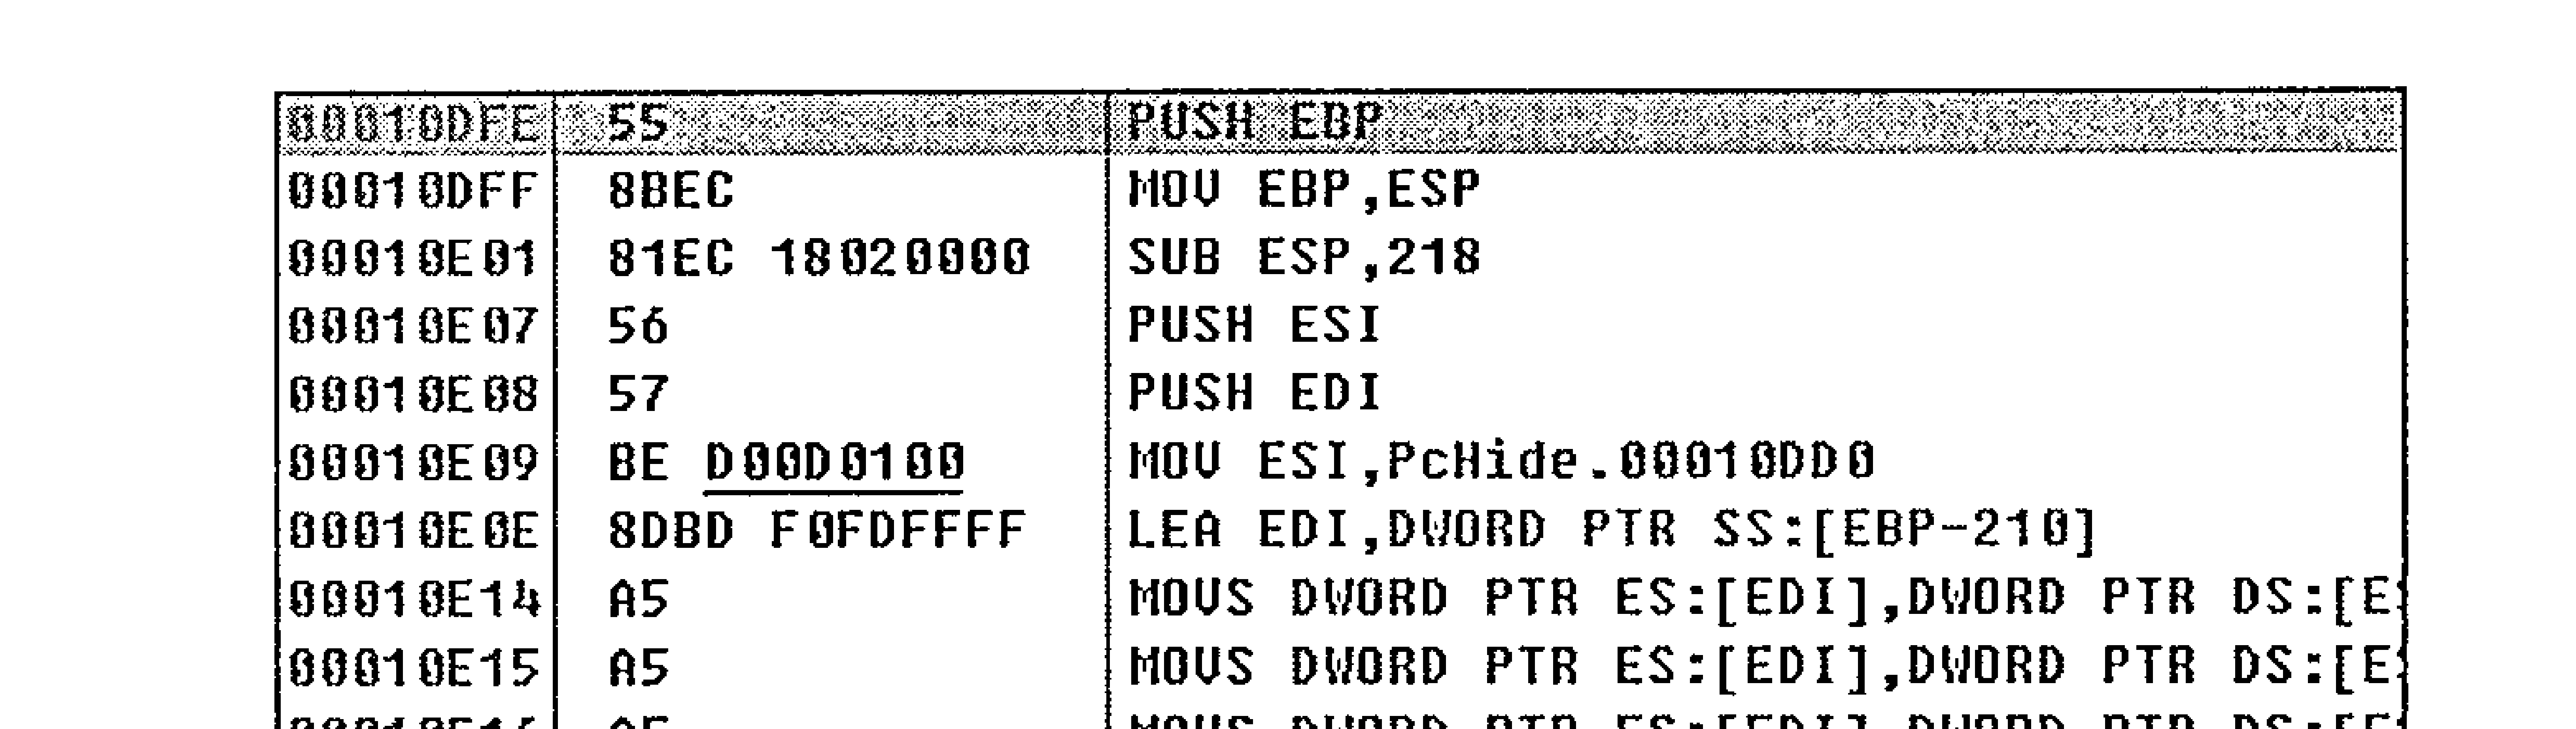 00010DFE 55 PUSH EBP
00010DFF 8BEC MOV EBP,ESP
00010E01 81EC 18020000 SUB ESP,218
00010E07 56 PUSH ESI
00010E08 57 PUSH EDI
00010E09 BE D00D0100 MOV ESI,PcHide.00010DD0
00010E0E 8DBD F0FDFFFF LEA EDI,DWORD PTR SS:[EBP-210]
00010E14 A5 MOVS DWORD PTR ES:[EDI],DWORD PTR DS:[E
00010E15 A5 MOVS DWORD PTR ES:[EDI],DWORD PTR DS:[E